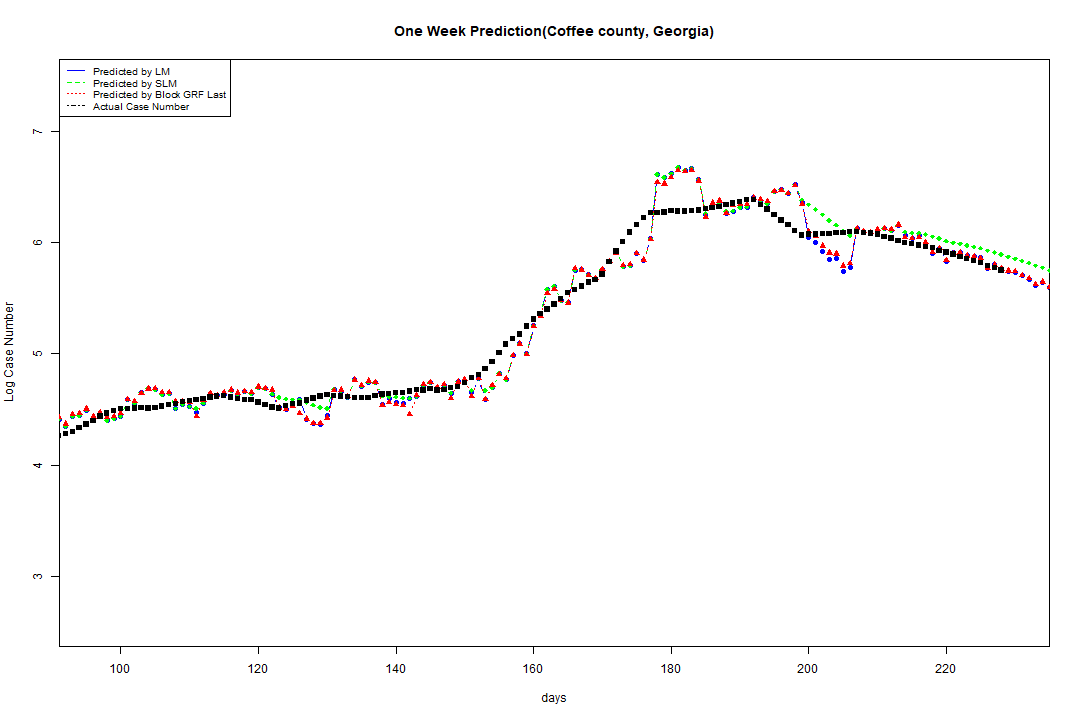 One Week Prediction(Coffee county, Georgia)
Predicted by LM
Predicted by SLM
Predicted by Block GRF Last
Actual Case Number
7
6
5
4
3
Log Case Number
100 120 140 160 180 200 220
days